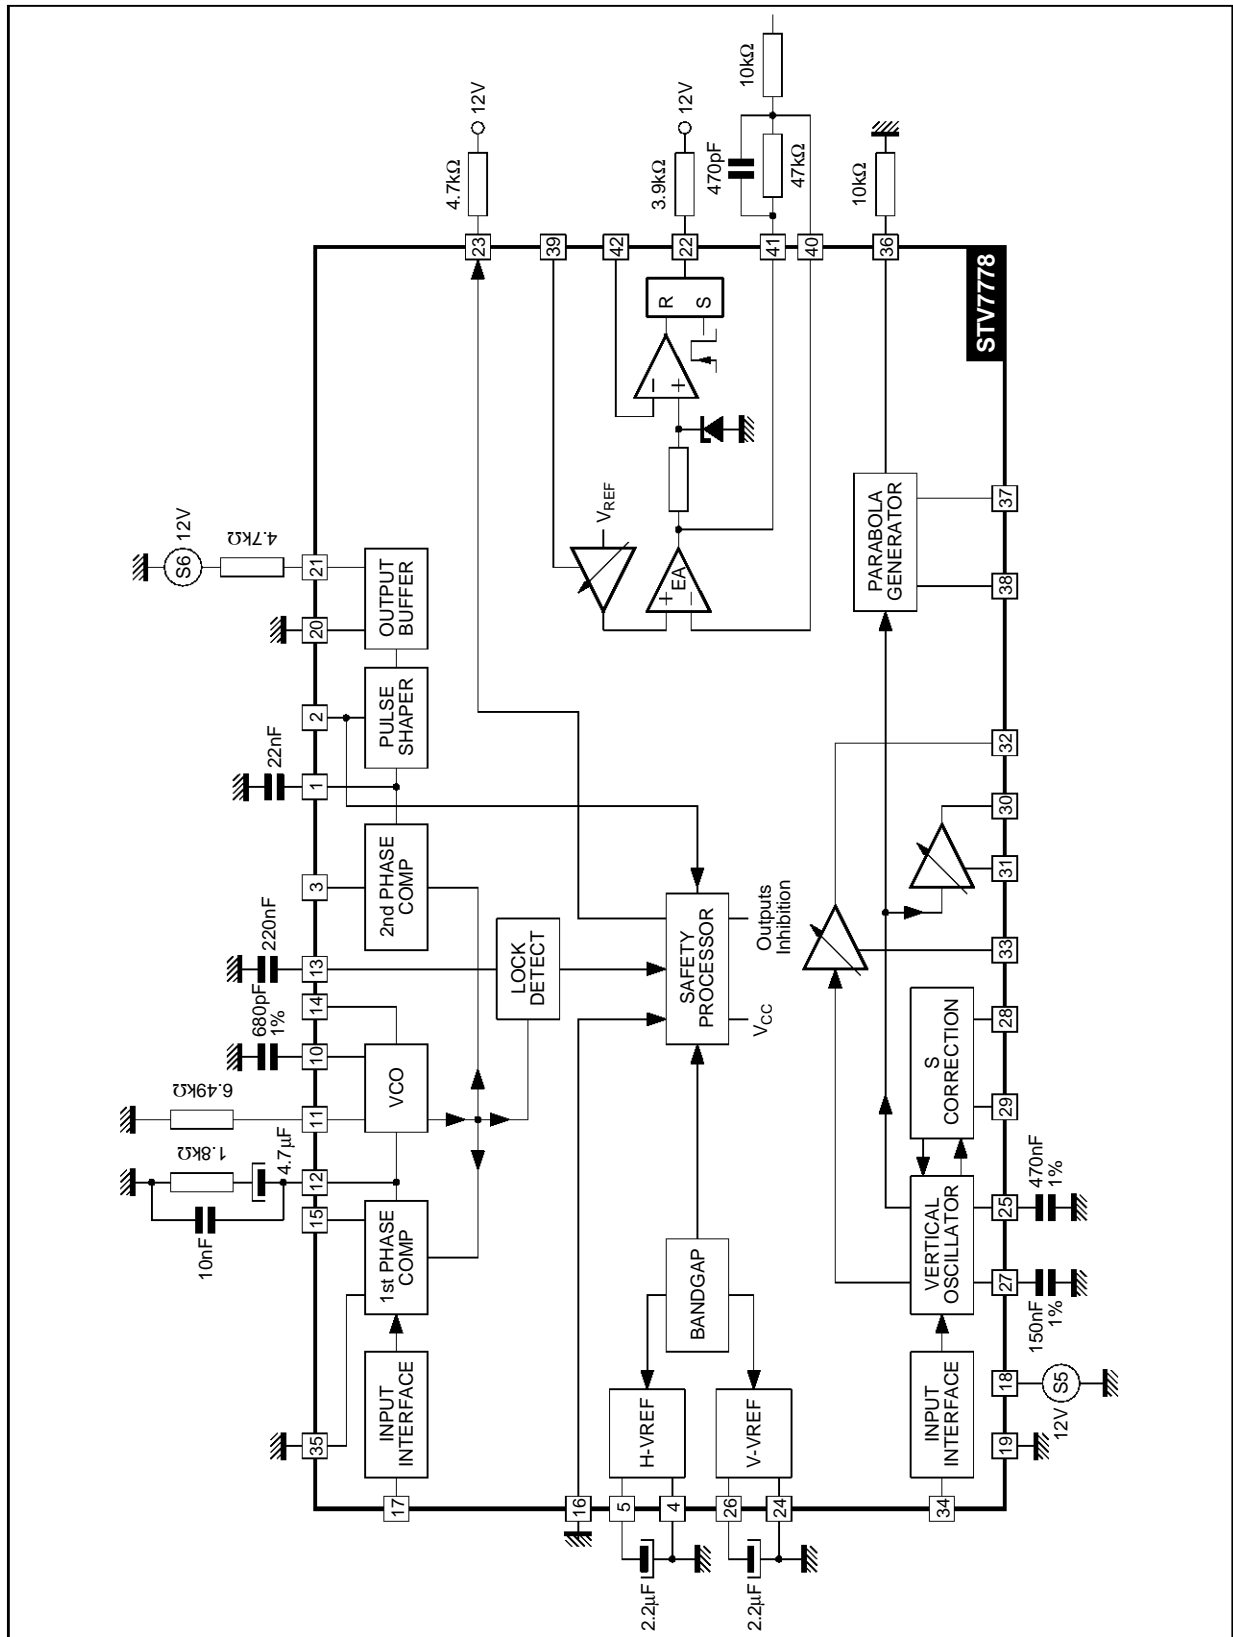 10kΩ
12V
12V
4.7kΩ
3.9kΩ
470pF
47kΩ
10kΩ
23
39
42
22
41
40
36
STV7778
R
S
−
+
VREF
EA
+
−
S6
12V
4.7kΩ
21
20
2
1
22nF
3
13
220nF
14
680pF
1%
10
11
6.49kΩ
1.8kΩ
4.7µF
12
15
10nF
35
OUTPUT
BUFFER
PULSE
SHAPER
2nd PHASE
COMP
LOCK
DETECT
VCO
1st PHASE
COMP
INPUT
INTERFACE
SAFETY
PROCESSOR
Outputs
Inhibition
VCC
BANDGAP
H-VREF
V-VREF
PARABOLA
GENERATOR
S
CORRECTION
VERTICAL
OSCILLATOR
INPUT
INTERFACE
37
38
32
30
31
33
28
29
25
470nF
1%
27
150nF
1%
18
S5
12V
19
17
16
5
4
26
24
34
2.2µF
2.2µF